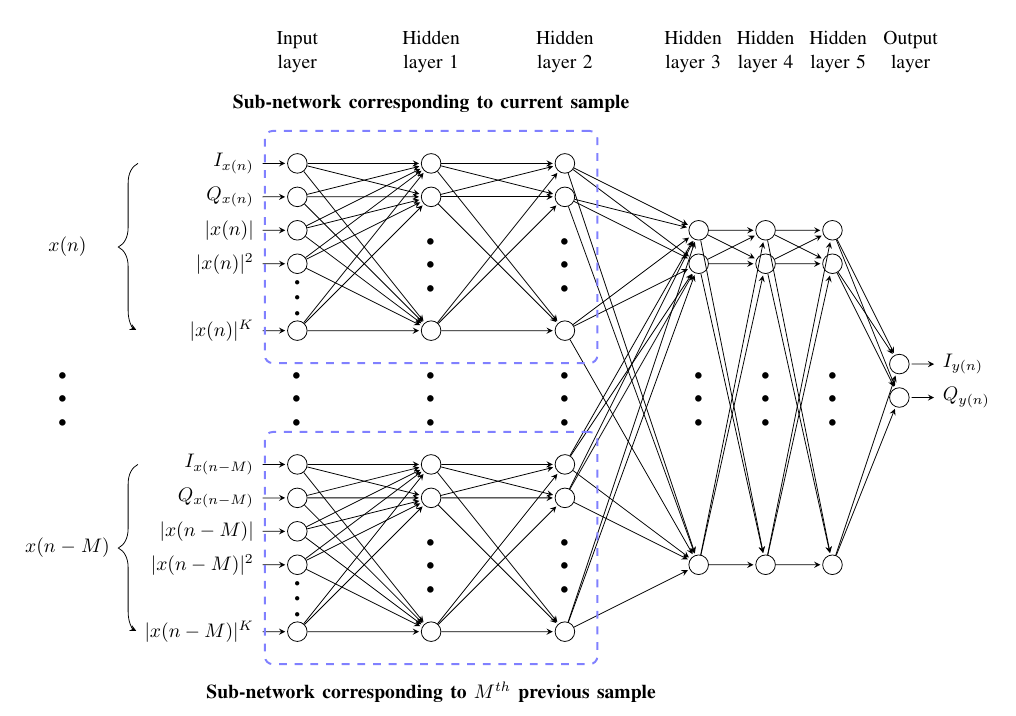 Input Hidden Hidden Hidden Hidden Hidden Output
layer layer 1 layer 2 layer 3 layer 4 layer 5 layer
Sub-network corresponding to current sample
I_{x(n)}
Q_{x(n)}
|x(n)|
x(n)
|x(n)|^2
|x(n)|^K
I_{y(n)}
Q_{y(n)}
I_{x(n−M)}
Q_{x(n−M)}
|x(n − M)|
x(n − M)
|x(n − M)|^2
|x(n − M)|^K
Sub-network corresponding to M^{th} previous sample